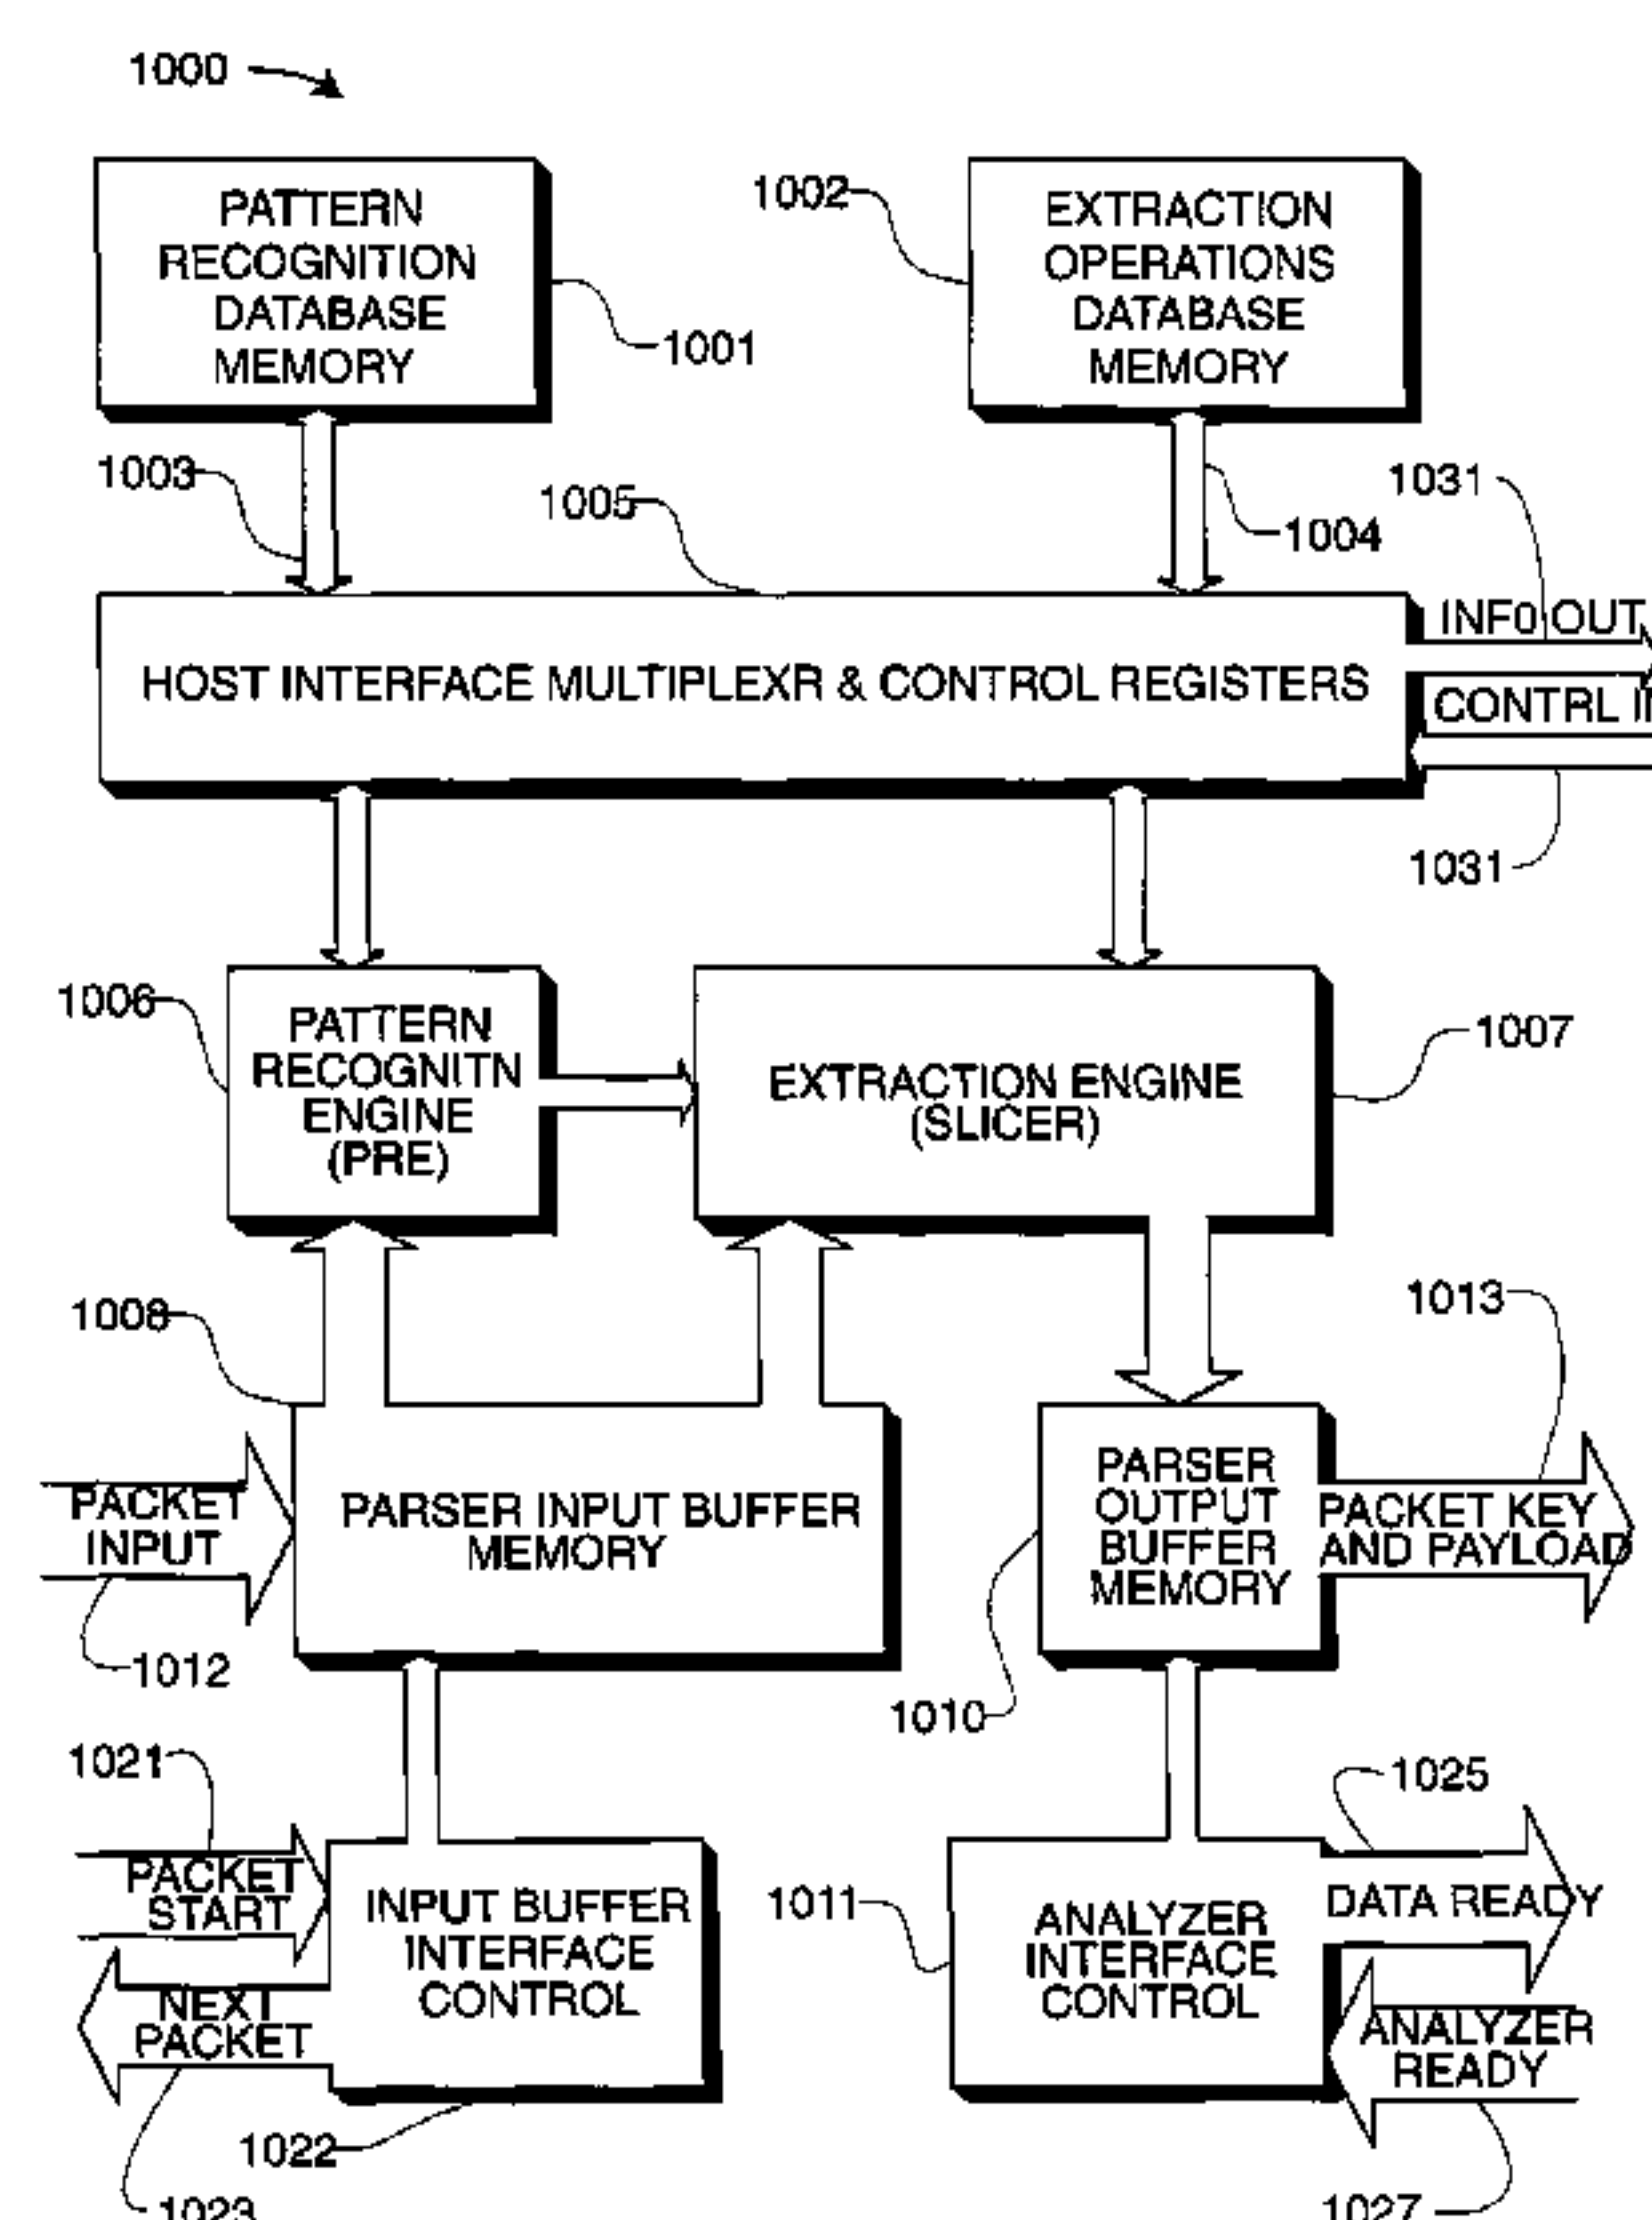 1000
PATTERN
RECOGNITION
DATABASE
MEMORY
1001
1002
EXTRACTION
OPERATIONS
DATABASE
MEMORY
1003
1005
1004
1031
INFO OUT
HOST INTERFACE MULTIPLEXR & CONTROL REGISTERS
CONTRL IN
1031
1006
PATTERN
RECOGNITN
ENGINE
(PRE)
EXTRACTION ENGINE
(SLICER)
1007
1008
1013
PACKET
INPUT
PARSER INPUT BUFFER
MEMORY
PARSER
OUTPUT
BUFFER
MEMORY
PACKET KEY
AND PAYLOAD
1012
1010
1021
1025
PACKET
START
INPUT BUFFER
INTERFACE
CONTROL
1011
ANALYZER
INTERFACE
CONTROL
DATA READY
NEXT
PACKET
ANALYZER
READY
1022
1023
1027